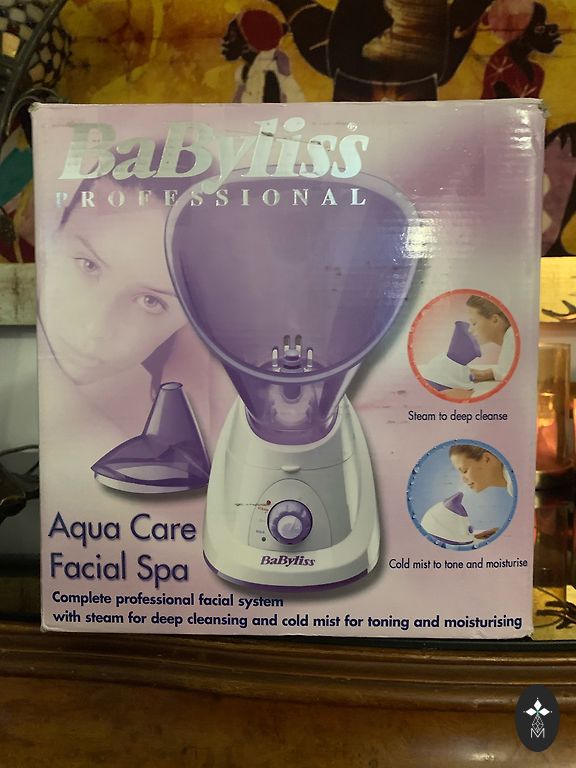 BaByliss®
PROFESSIONAL
Steam to deep cleanse
Cold mist to tone and moisturise
BaByliss
Aqua Care
Facial Spa
Complete professional facial system
with steam for deep cleansing and cold mist for toning and moisturising